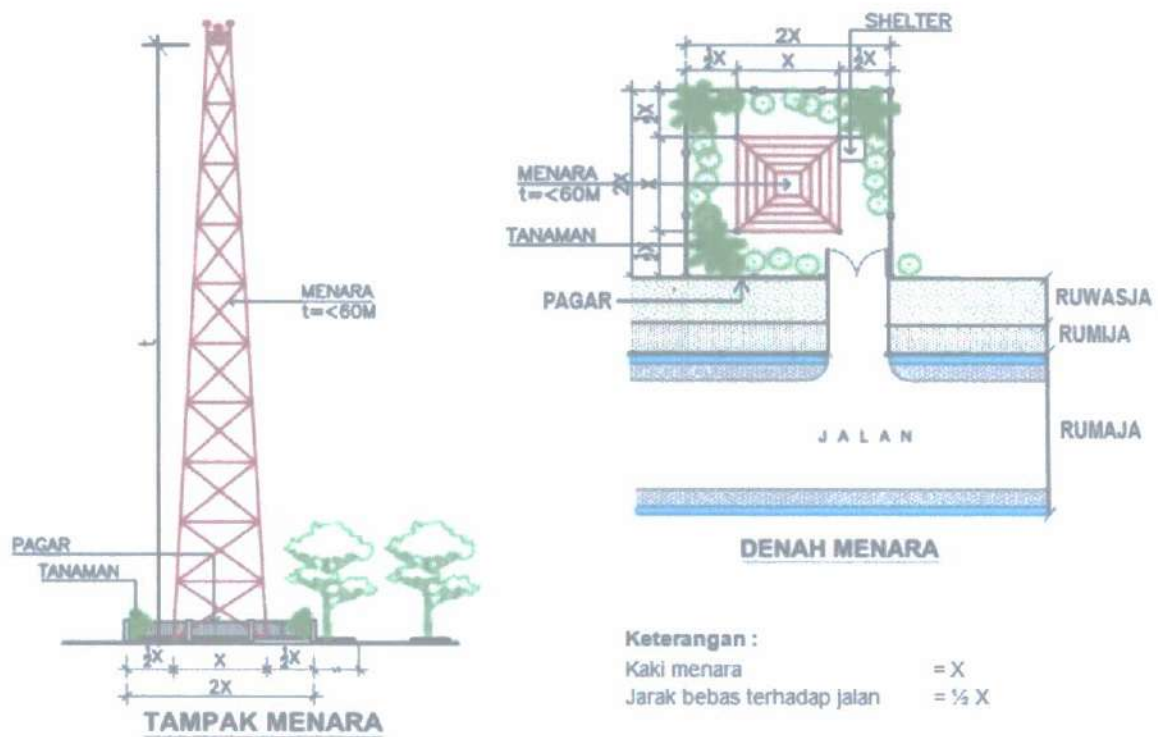 t
MENARA
t=<60M
PAGAR
TANAMAN
½X
X
½X
2X
TAMPAK MENARA
SHELTER
2X
½X
X
½X
½X
X
½X
2X
MENARA
t=<60M
TANAMAN
PAGAR
RUWASJA
RUMIJA
RUMAJA
JALAN
DENAH MENARA
Keterangan :
Kaki menara = X
Jarak bebas terhadap jalan = ½ X